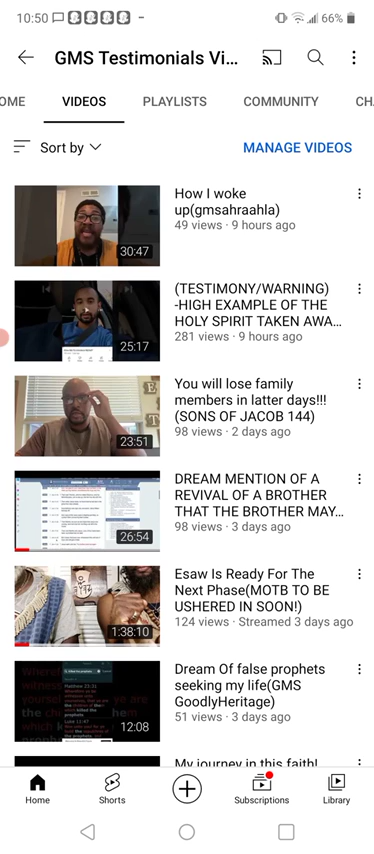 10:50
66%
GMS Testimonials Vi...
OME VIDEOS PLAYLISTS COMMUNITY CH
Sort by MANAGE VIDEOS
30:47
How I woke
up(gmsahraahla)
49 views · 9 hours ago
25:17
(TESTIMONY/WARNING)
-HIGH EXAMPLE OF THE
HOLY SPIRIT TAKEN AWA...
281 views · 9 hours ago
23:51
You will lose family
members in latter days!!!
(SONS OF JACOB 144)
98 views · 2 days ago
26:54
DREAM MENTION OF A
REVIVAL OF A BROTHER
THAT THE BROTHER MAY...
98 views · 3 days ago
1:38:10
Esaw Is Ready For The
Next Phase(MOTB TO BE
USHERED IN SOON!)
124 views · Streamed 3 days ago
Matthew 23:31
Luke 12:47
12:08
Dream Of false prophets
seeking my life(GMS
GoodlyHeritage)
51 views · 3 days ago
My journey in this faith!
Home Shorts Subscriptions Library